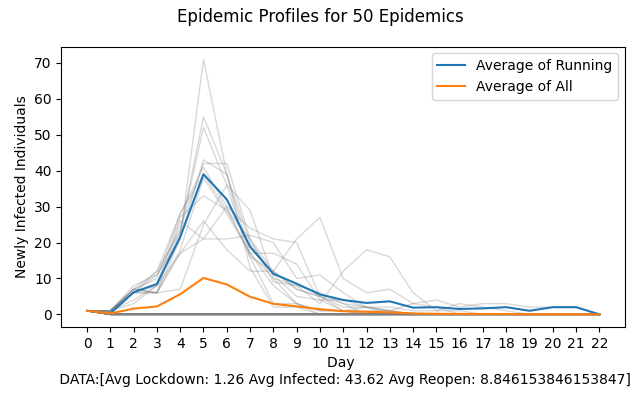 Epidemic Profiles for 50 Epidemics
Average of Running
Average of All
Newly Infected Individuals
70
60
50
40
30
20
10
0
0 1 2 3 4 5 6 7 8 9 10 11 12 13 14 15 16 17 18 19 20 21 22
Day
DATA:[Avg Lockdown: 1.26 Avg Infected: 43.62 Avg Reopen: 8.846153846153847]